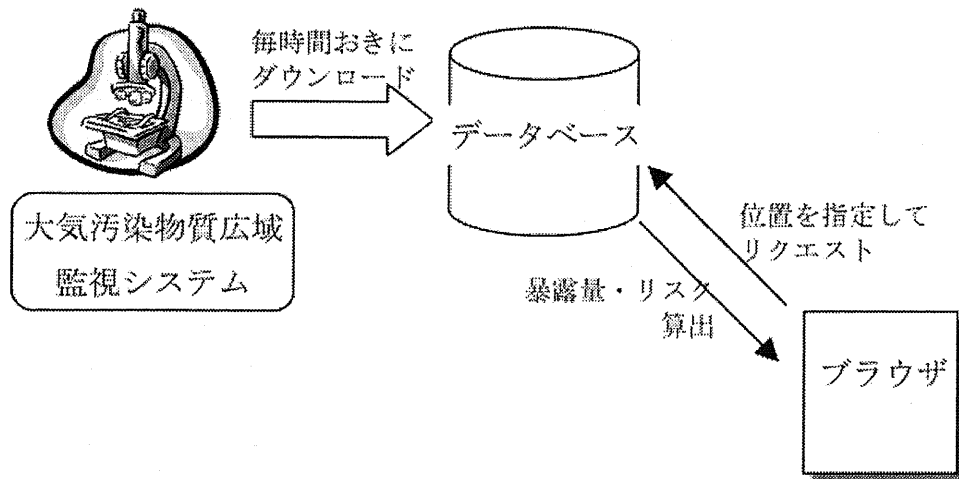 毎時間おきに
ダウンロード
データベース
大気汚染物質広域
監視システム
位置を指定して
リクエスト
暴露量・リスク
算出
ブラウザ